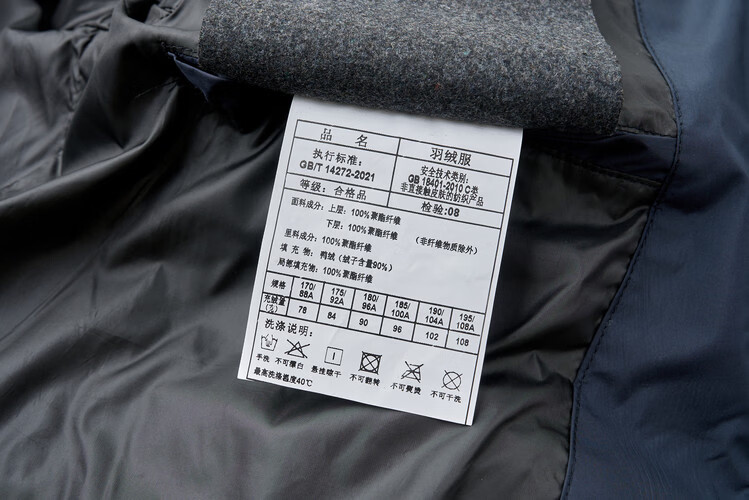 品 名 羽绒服
执行标准: GB/T 14272-2021
安全技术类别: GB 18401-2010 C类 非直接触皮肤的纺织产品
等级: 合格品 检验:08
面料成分: 上层: 100%聚酯纤维
下层: 100%聚酯纤维 (非纤维物质除外)
里料成分: 100%聚酯纤维
填 充 物: 鸭绒(绒子含量90%)
局部填充物: 100%聚酯纤维
规格 170/88A 175/92A 180/96A 185/100A 190/104A 195/108A
充绒量(g) 78 84 90 96 102 108
洗涤说明:
手洗 不可漂白 悬挂晾干 不可翻转 不可熨烫 不可干洗
最高洗涤温度40℃